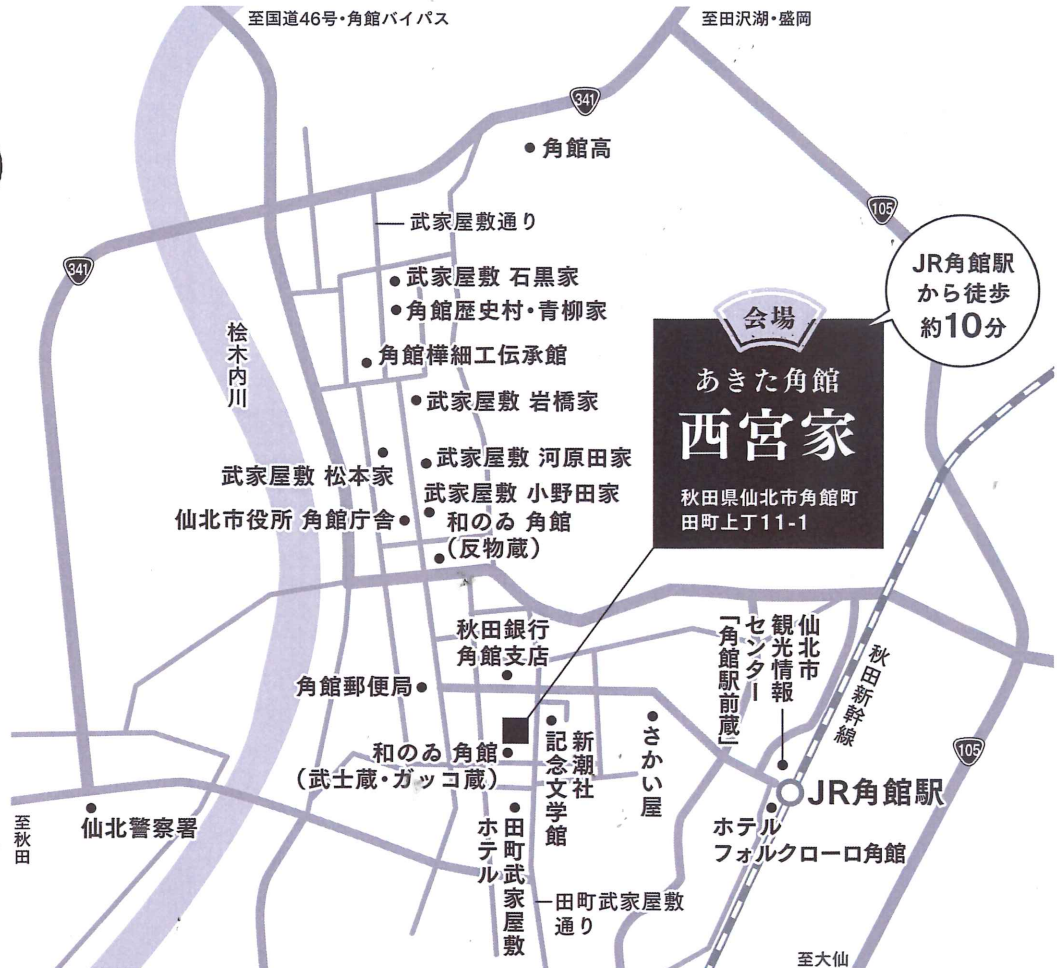 至国道46号・角館バイパス
至田沢湖・盛岡
341
角館高
105
武家屋敷通り
JR角館駅
から徒歩
約10分
341
武家屋敷 石黒家
角館歴史村・青柳家
会場
桧木内川
角館樺細工伝承館
あきた角館
西宮家
武家屋敷 岩橋家
武家屋敷 河原田家
武家屋敷 松本家
武家屋敷 小野田家
秋田県仙北市角館町
田町上丁11-1
仙北市役所 角館庁舎
和のゐ 角館
(反物蔵)
秋田銀行
角館支店
仙北市
観光情報
センター
「角館駅前蔵」
秋田新幹線
角館郵便局
105
和のゐ 角館
(武士蔵・ガッコ蔵)
新潮社
記念文学館
さかい屋
JR角館駅
至秋田
仙北警察署
田町武家屋敷
ホテル
ホテル
フォルクローロ角館
田町武家屋敷
通り
至大仙